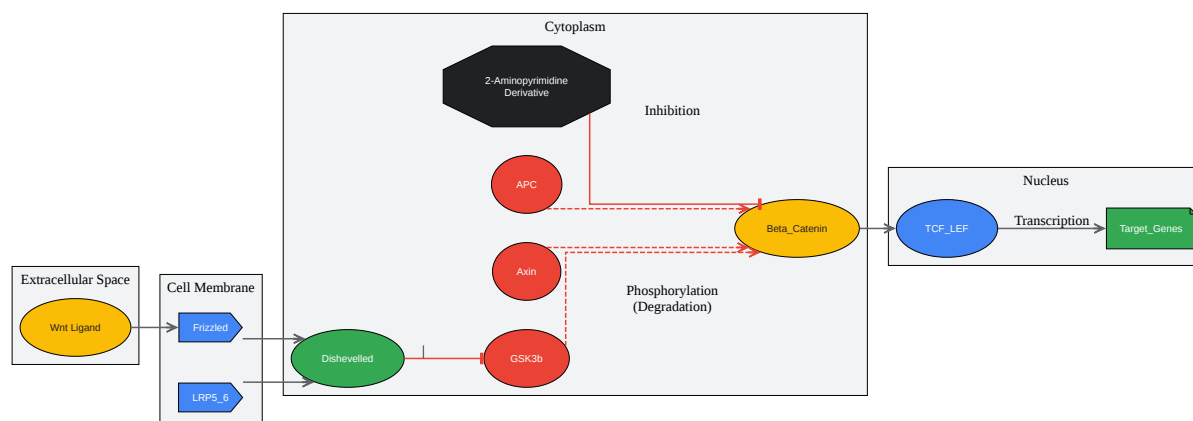 Cytoplasm
2-Aminopyrimidine
Derivative
Inhibition
APC
Nucleus
Beta_Catenin
TCF_LEF
Transcription
Target_Genes
Axin
Extracellular Space
Cell Membrane
Phosphorylation
(Degradation)
Wnt Ligand
Frizzled
Dishevelled
GSK3b
LRP5_6